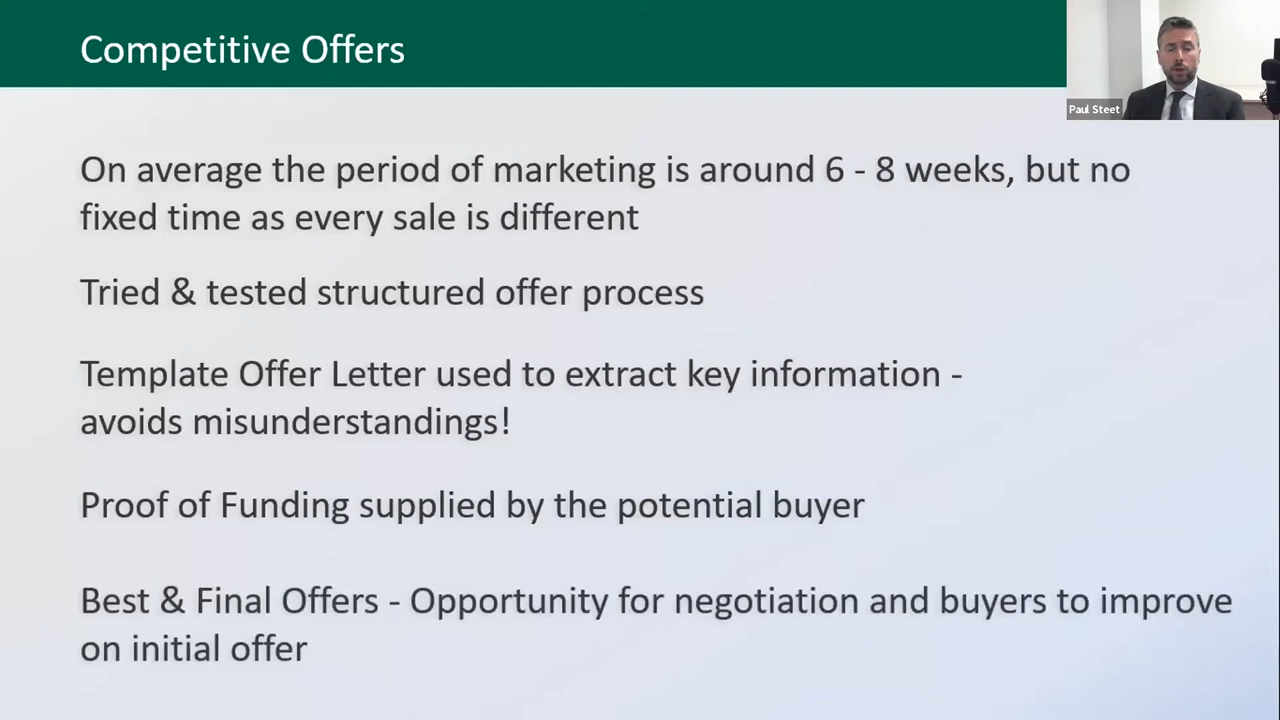 Competitive Offers
Paul Steet
On average the period of marketing is around 6 - 8 weeks, but no
fixed time as every sale is different
Tried & tested structured offer process
Template Offer Letter used to extract key information -
avoids misunderstandings!
Proof of Funding supplied by the potential buyer
Best & Final Offers - Opportunity for negotiation and buyers to improve
on initial offer